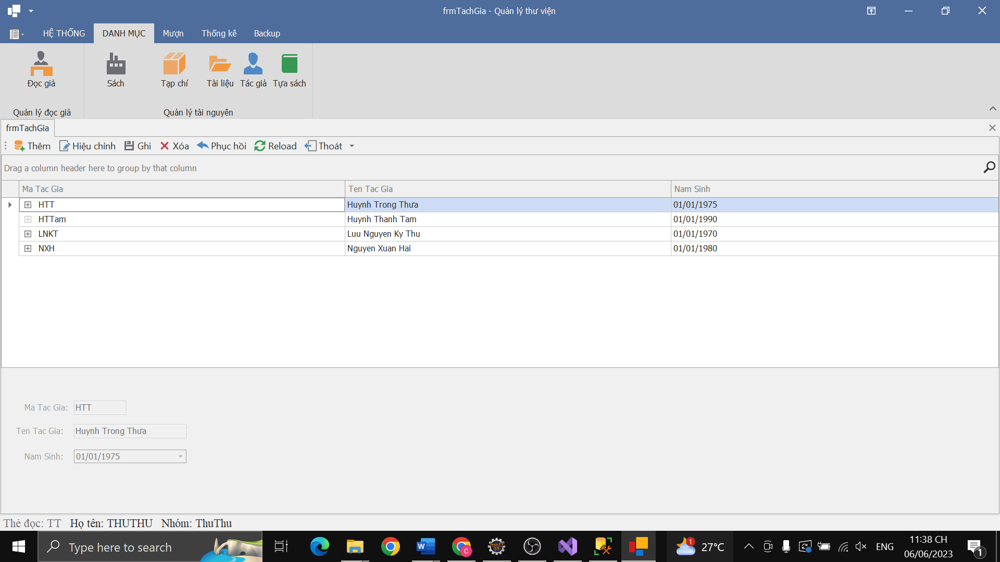 frmTachGia - Quản lý thư viện
HỆ THỐNG DANH MỤC Mượn Thống kê Backup
Đọc giả Sách Tạp chí Tài liệu Tác giả Tựa sách
Quản lý đọc giả Quản lý tài nguyên
frmTachGia
Thêm Hiệu chỉnh Ghi Xóa Phục hồi Reload Thoát
Drag a column header here to group by that column
Ma Tac Gia Ten Tac Gia Nam Sinh
HTT Huynh Trong Thưa 01/01/1975
HTTam Huynh Thanh Tam 01/01/1990
LNKT Luu Nguyen Ky Thu 01/01/1970
NXH Nguyen Xuan Hai 01/01/1980
Ma Tac Gia: HTT
Ten Tac Gia: Huynh Trong Thưa
Nam Sinh: 01/01/1975
Thẻ đọc: TT Họ tên: THUTHU Nhóm: ThuThu
Type here to search
W
C
Java EE
IDE
1
27°C
ENG
11:38 CH
06/06/2023
1